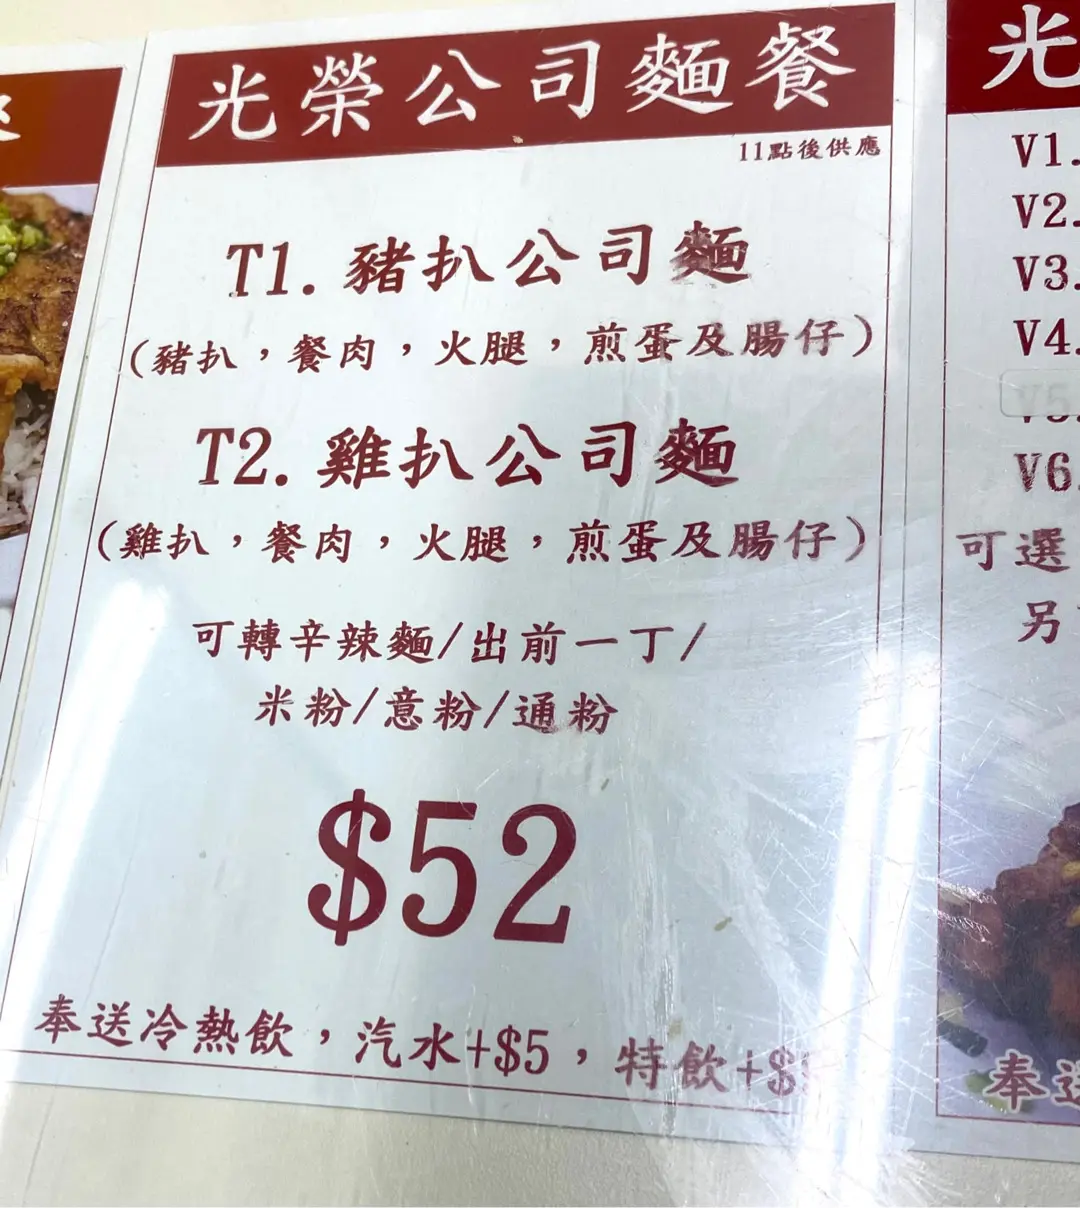 光榮公司麵餐
11點後供應
T1. 豬扒公司麵
(豬扒，餐肉，火腿，煎蛋及腸仔)
T2. 雞扒公司麵
(雞扒，餐肉，火腿，煎蛋及腸仔)
可轉辛辣麵/出前一丁/
米粉/意粉/通粉
$52
奉送冷熱飲，汽水+$5，特飲+$
光
V1.
V2.
V3.
V4.
V5.
V6.
可選
另
奉送